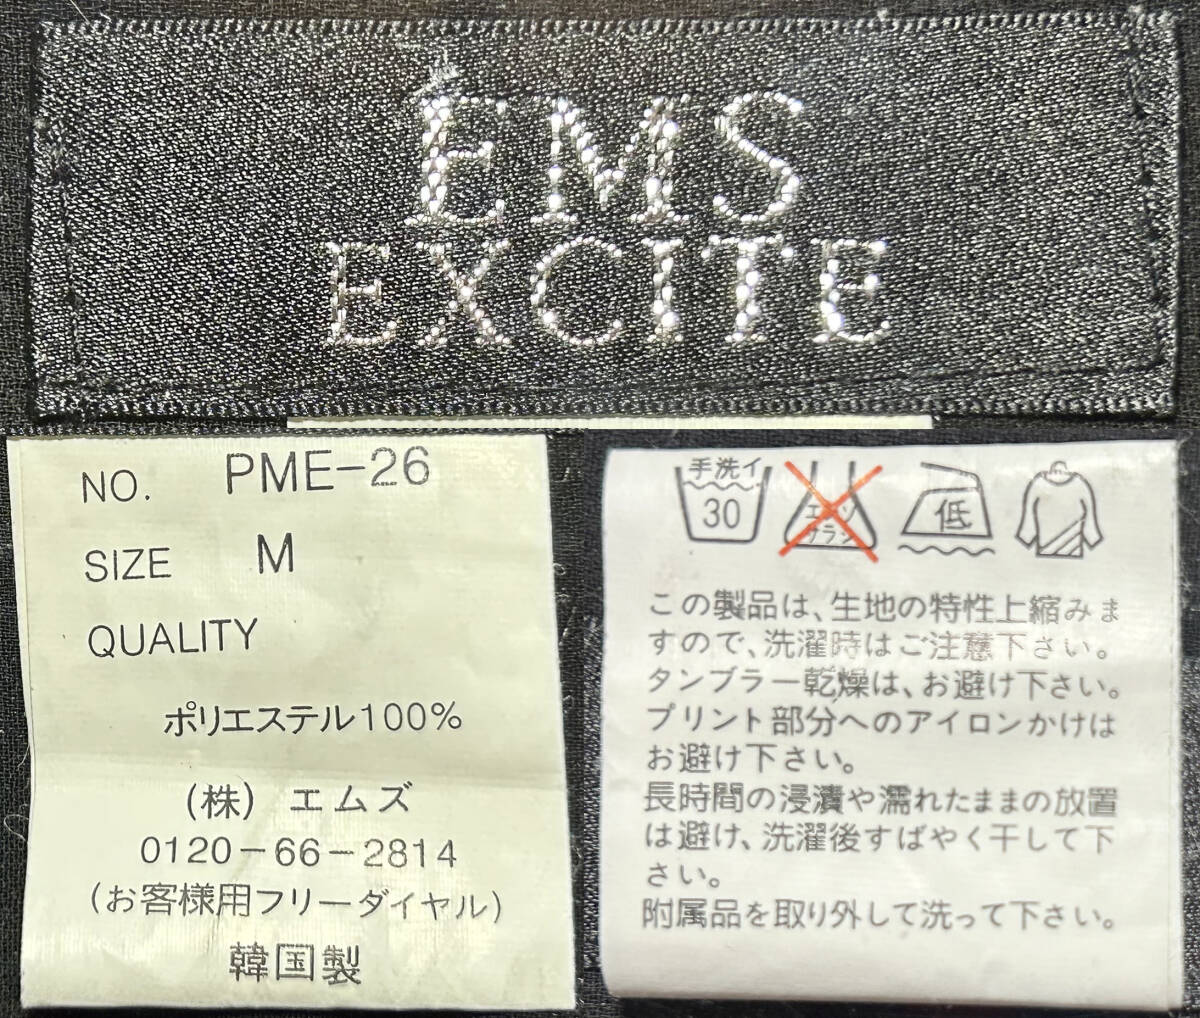 EMS
EXCITE
NO. PME-26
SIZE M
QUALITY
ポリエステル100%
(株) エムズ
0120-66-2814
(お客様用フリーダイヤル)
韓国製
手洗イ
30
エンソ
サラシ
低
この製品は、生地の特性上縮みま
すので、洗濯時はご注意下さい。
タンブラー乾燥は、お避け下さい。
プリント部分へのアイロンかけは
お避け下さい。
長時間の浸漬や濡れたままの放置
は避け、洗濯後すばやく干して下
さい。
附属品を取り外して洗って下さい。